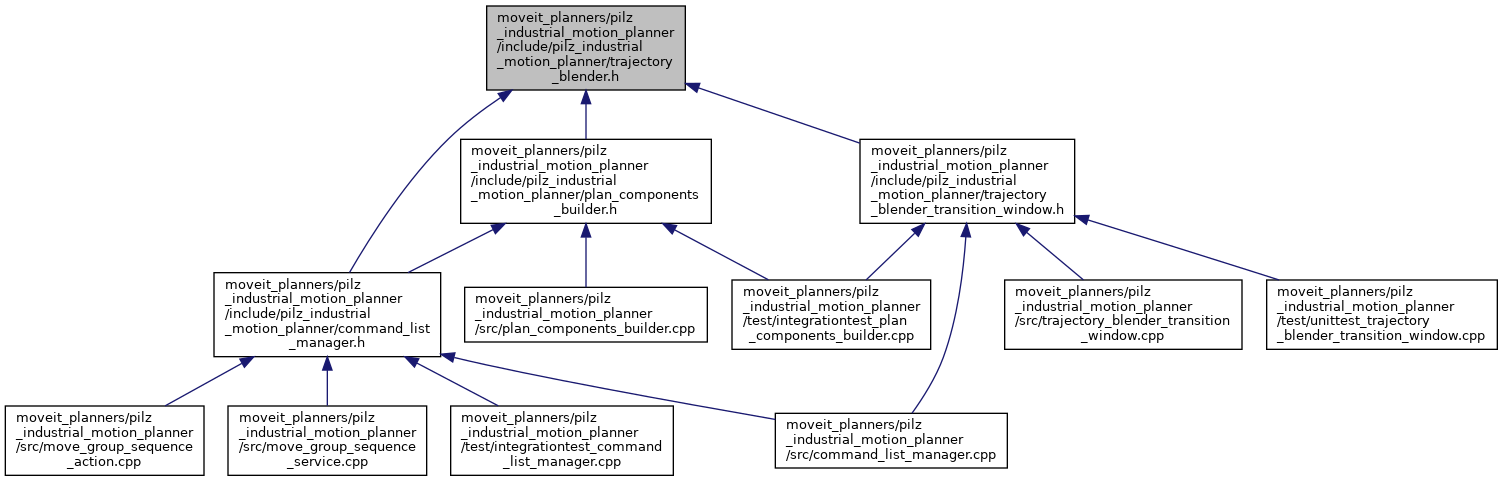 moveit_planners/pilz
_industrial_motion_planner
/include/pilz_industrial
_motion_planner/trajectory
_blender.h
moveit_planners/pilz
_industrial_motion_planner
/include/pilz_industrial
_motion_planner/plan_components
_builder.h
moveit_planners/pilz
_industrial_motion_planner
/include/pilz_industrial
_motion_planner/trajectory
_blender_transition_window.h
moveit_planners/pilz
_industrial_motion_planner
/include/pilz_industrial
_motion_planner/command_list
_manager.h
moveit_planners/pilz
_industrial_motion_planner
/src/plan_components_builder.cpp
moveit_planners/pilz
_industrial_motion_planner
/test/integrationtest_plan
_components_builder.cpp
moveit_planners/pilz
_industrial_motion_planner
/src/trajectory_blender_transition
_window.cpp
moveit_planners/pilz
_industrial_motion_planner
/test/unittest_trajectory
_blender_transition_window.cpp
moveit_planners/pilz
_industrial_motion_planner
/src/move_group_sequence
_action.cpp
moveit_planners/pilz
_industrial_motion_planner
/src/move_group_sequence
_service.cpp
moveit_planners/pilz
_industrial_motion_planner
/test/integrationtest_command
_list_manager.cpp
moveit_planners/pilz
_industrial_motion_planner
/src/command_list_manager.cpp